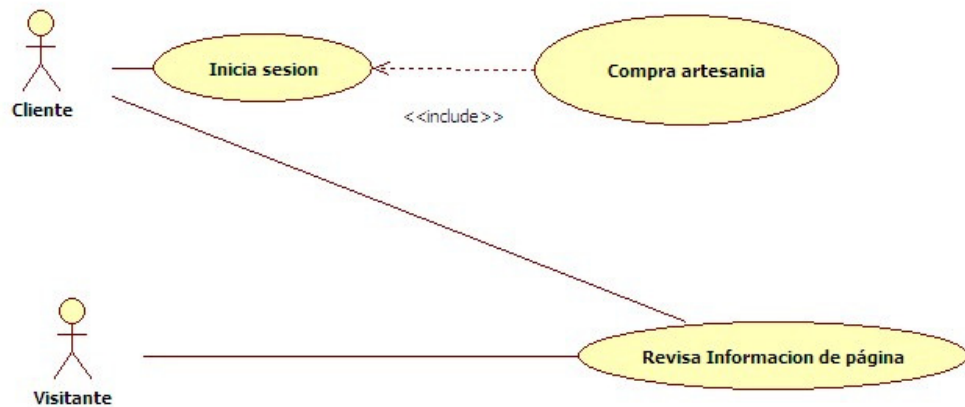 Inicia sesion
Compra artesania
Cliente
<<include>>
Revisa Informacion de página
Visitante